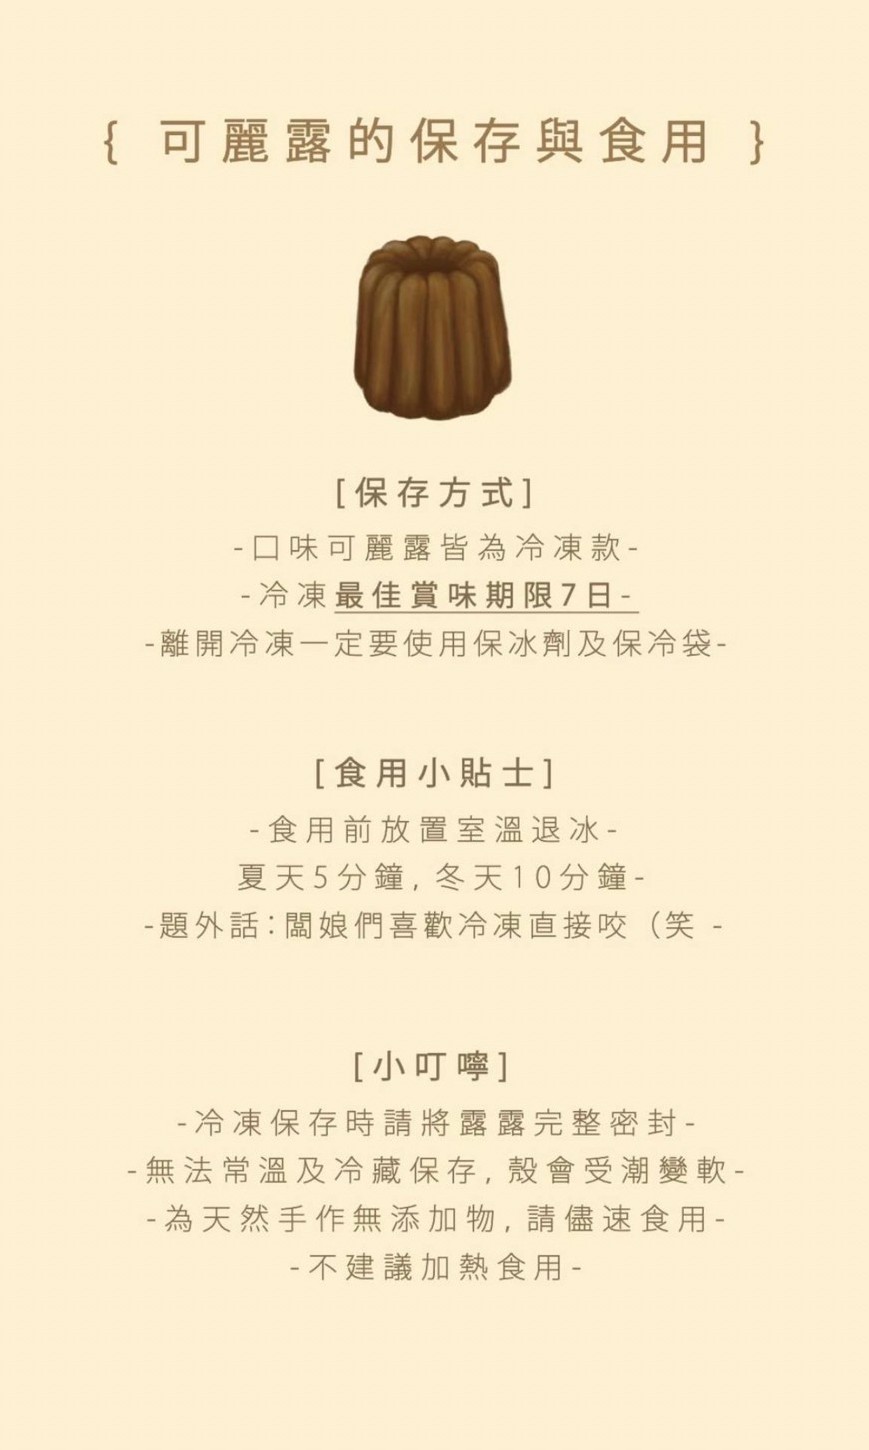 { 可麗露的保存與食用 }
[保存方式]
-口味可麗露皆為冷凍款-
-冷凍最佳賞味期限7日-
-離開冷凍一定要使用保冰劑及保冷袋-
[食用小貼士]
-食用前放置室溫退冰-
夏天5分鐘, 冬天10分鐘-
-題外話:闆娘們喜歡冷凍直接咬（笑 -
[小叮嚀]
-冷凍保存時請將露露完整密封-
-無法常溫及冷藏保存, 殼會受潮變軟-
-為天然手作無添加物, 請儘速食用-
-不建議加熱食用-